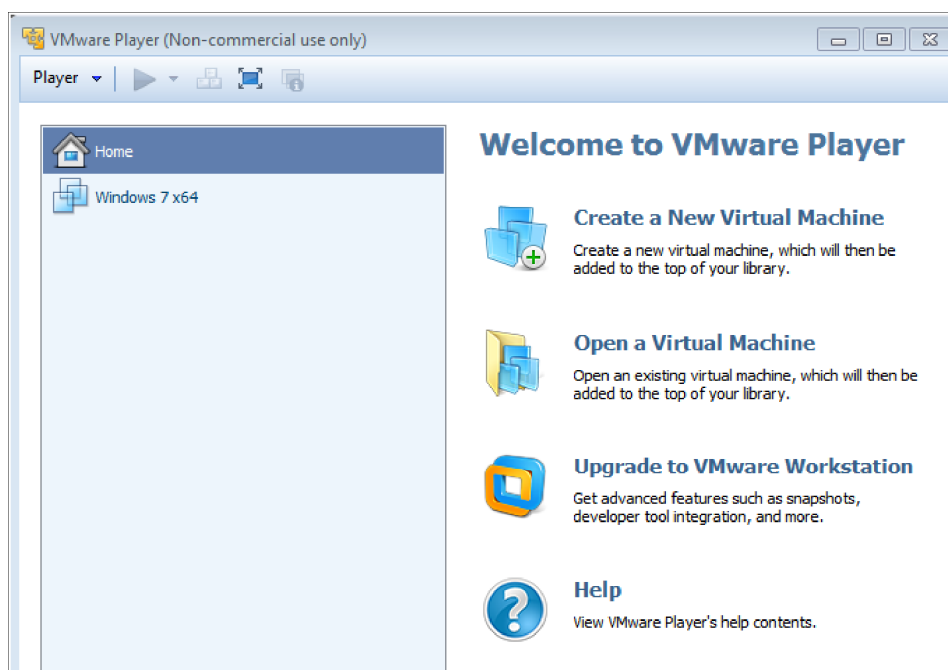 VMware Player (Non-commercial use only)
Player
Home
Windows 7 x64
Welcome to VMware Player
Create a New Virtual Machine
Create a new virtual machine, which will then be
added to the top of your library.
Open a Virtual Machine
Open an existing virtual machine, which will then be
added to the top of your library.
Upgrade to VMware Workstation
Get advanced features such as snapshots,
developer tool integration, and more.
Help
View VMware Player's help contents.